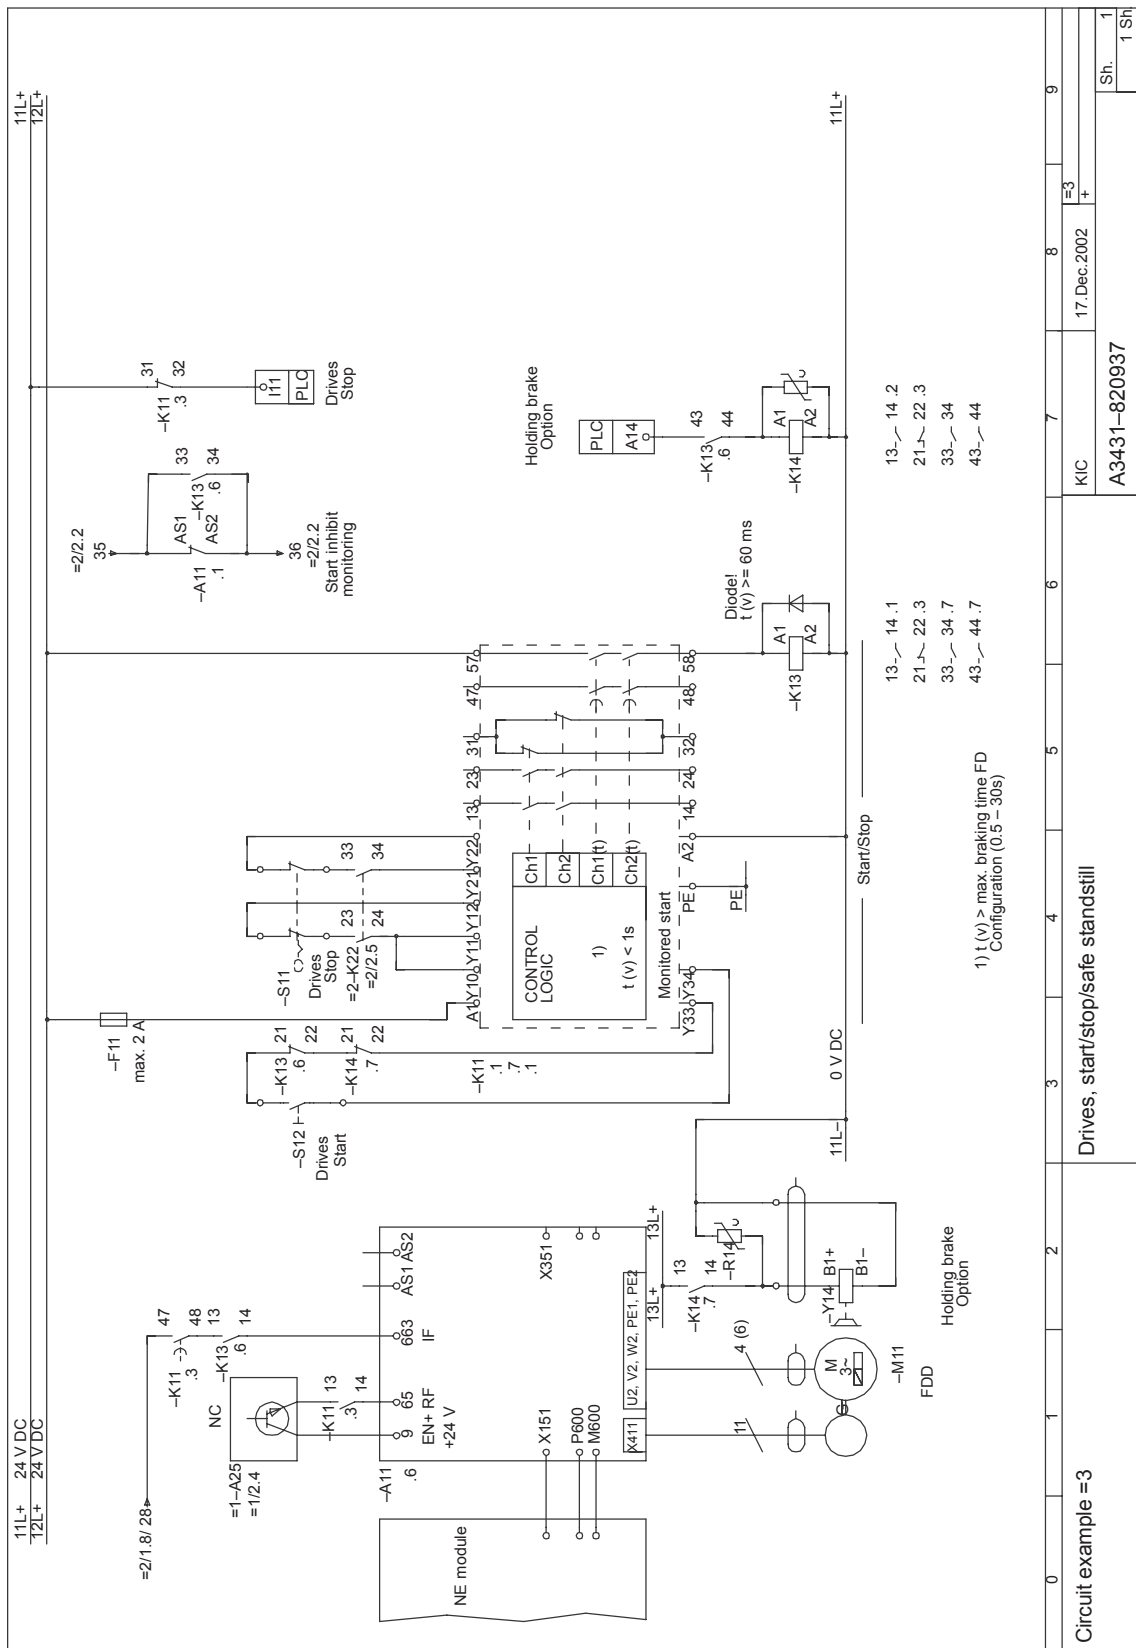 11L+ 24 V DC 11L+
12L+ 24 V DC 12L+
=2/1.8/ 28
–K11
.3
47
48
–K13
.6
13
14
=1–A25
=1/2.4
NC
–K11
.3
13
14
–A11
.6
9
65
EN+ RF
+24 V
663
IF
AS1 AS2
NE module
X151
X351
P600
M600
X411
U2, V2, W2, PE1, PE2
13L+
13L+
–K14
.7
13
14
–R14
11
4 (6)
–Y14
B1+
B1–
G
M
3~
–M11
FDD
Holding brake
Option
–F11
max. 2 A
–S12
Drives
Start
–K13
.6
21
22
–K14
.7
21
22
–S11
Drives
Stop
=2–K22
=2/2.5
23
24
33
34
–K11
.1
.7
.1
A1 Y10 Y11 Y12 Y21 Y22 13 23 31 47 57
CONTROL
LOGIC
1)
t (v) < 1s
Ch1
Ch2
Ch1(t)
Ch2(t)
Monitored start
Y33 Y34 PE A2 14 24 32 48 58
PE
11L–
0 V DC
11L+
Start/Stop
=2/2.2
35
–A11
.1
AS1
AS2
–K13
.6
33
34
36
=2/2.2
Start inhibit
monitoring
–K11
.3
31
32
I11
PLC
Drives
Stop
Diode!
t (v) >= 60 ms
–K13
A1
A2
Holding brake
Option
PLC
A14
–K13
.6
43
44
–K14
A1
A2
13 14 .1
21 22 .3
33 34 .7
43 44 .7
13 14 .2
21 22 .3
33 34
43 44
1) t (v) > max. braking time FD
Configuration (0.5 – 30s)
0 1 2 3 4 5 6 7 8 9
Circuit example =3
Drives, start/stop/safe standstill
KIC
17.Dec.2002
=3
+
A3431–820937
Sh. 1
1 Sh.